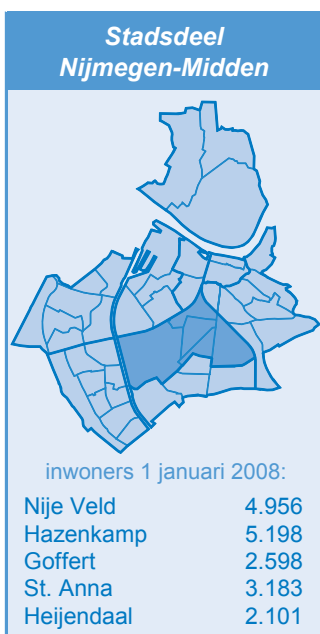 Stadsdeel
Nijmegen-Midden
inwoners 1 januari 2008:
Nije Veld 4.956
Hazenkamp 5.198
Goffert 2.598
St. Anna 3.183
Heijendaal 2.101